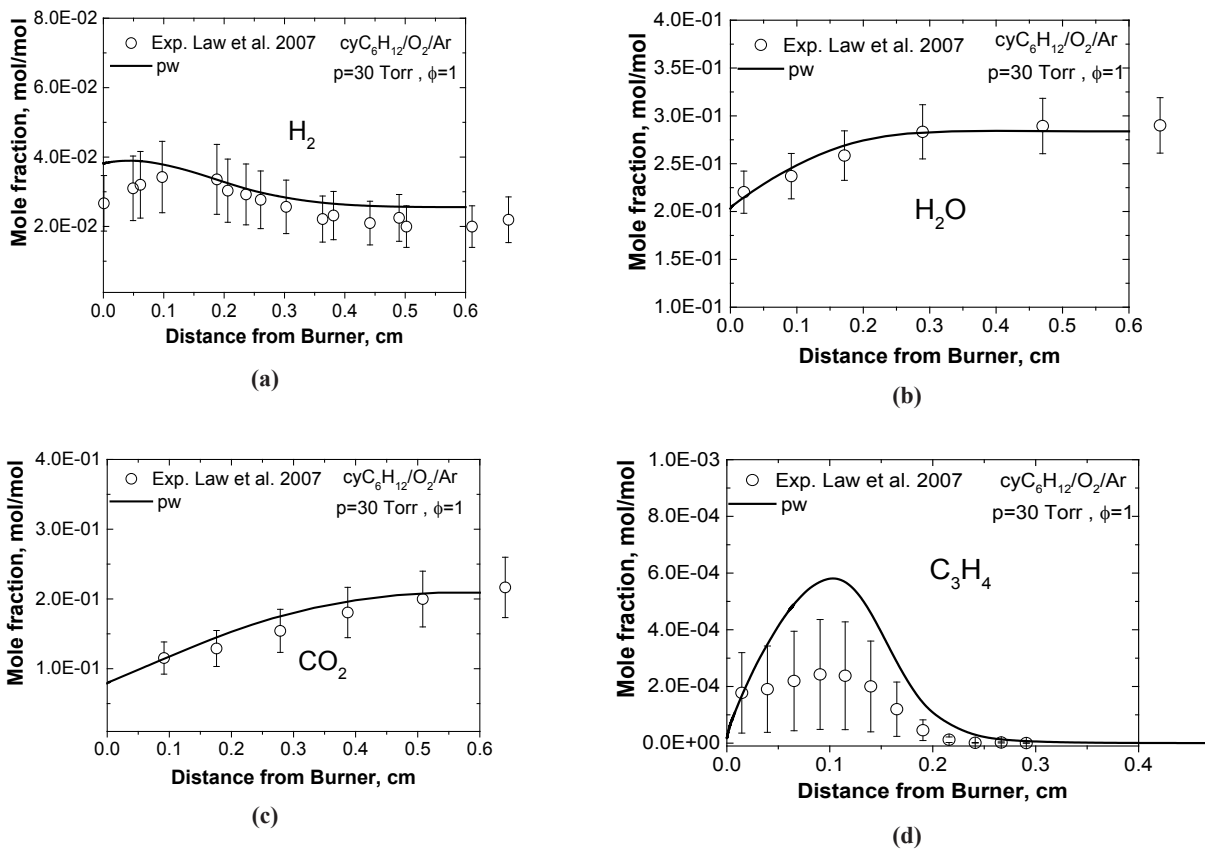 8.0E-02
6.0E-02
4.0E-02
2.0E-02
Mole fraction, mol/mol
Exp. Law et al. 2007
pw
cyC₆H₁₂/O₂/Ar
p=30 Torr , ϕ=1
H₂
0.0 0.1 0.2 0.3 0.4 0.5 0.6
Distance from Burner, cm
(a)
4.0E-01
3.5E-01
3.0E-01
2.5E-01
2.0E-01
1.5E-01
1.0E-01
Mole fraction, mol/mol
Exp. Law et al. 2007
pw
cyC₆H₁₂/O₂/Ar
p=30 Torr , ϕ=1
H₂O
0.0 0.1 0.2 0.3 0.4 0.5 0.6
Distance from Burner, cm
(b)
4.0E-01
3.0E-01
2.0E-01
1.0E-01
Mole fraction, mol/mol
Exp. Law et al. 2007
pw
cyC₆H₁₂/O₂/Ar
p=30 Torr , ϕ=1
CO₂
0.0 0.1 0.2 0.3 0.4 0.5 0.6
Distance from Burner, cm
(c)
1.0E-03
8.0E-04
6.0E-04
4.0E-04
2.0E-04
0.0E+00
Mole fraction, mol/mol
Exp. Law et al. 2007
pw
cyC₆H₁₂/O₂/Ar
p=30 Torr , ϕ=1
C₃H₄
0.0 0.1 0.2 0.3 0.4
Distance from Burner, cm
(d)